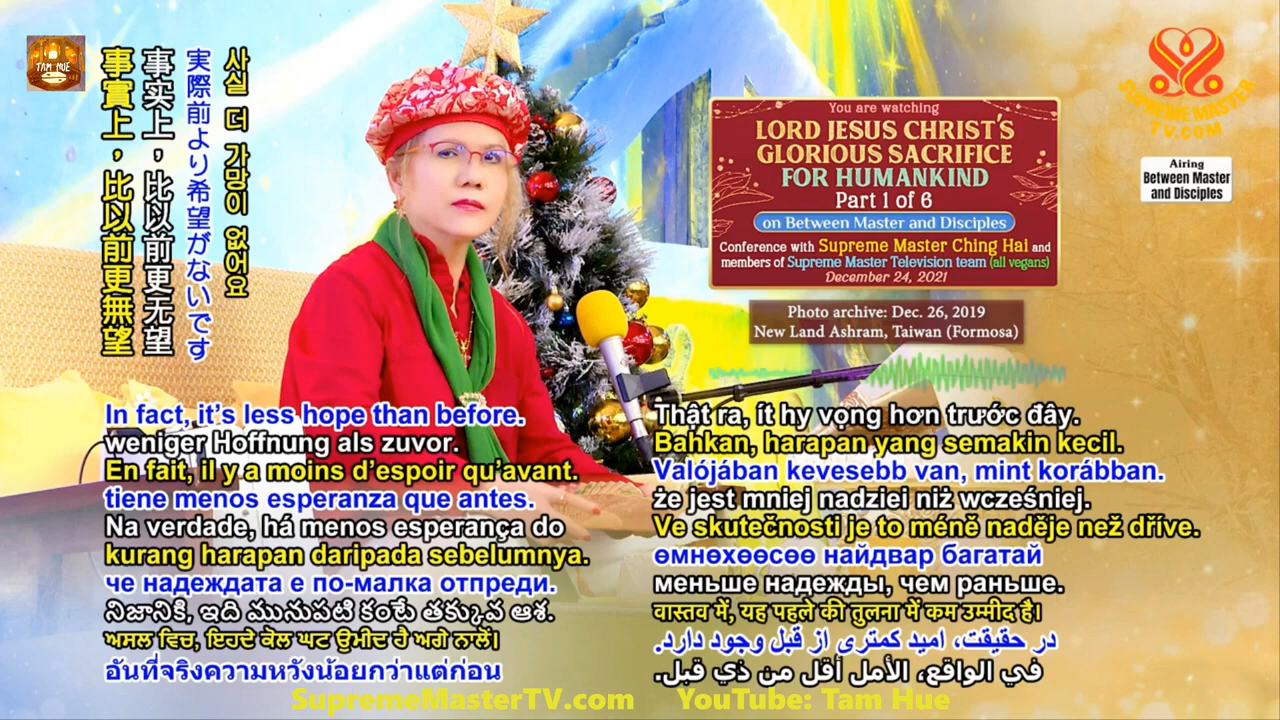 TAM HUE
사실 더 가망이 없어요
実際前より希望がないです
事实上，比以前更无望
事實上，比以前更無望
You are watching
LORD JESUS CHRIST'S
GLORIOUS SACRIFICE
FOR HUMANKIND
Part 1 of 6
on Between Master and Disciples
Conference with Supreme Master Ching Hai and
members of Supreme Master Television team (all vegans)
December 24, 2021
Photo archive: Dec. 26, 2019
New Land Ashram, Taiwan (Formosa)
SUPREME MASTER
TV.COM
Airing
Between Master
and Disciples
In fact, it's less hope than before.
weniger Hoffnung als zuvor.
En fait, il y a moins d'espoir qu'avant.
tiene menos esperanza que antes.
Na verdade, há menos esperança do
kurang harapan daripada sebelumnya.
че надеждата е по-малка отпреди.
నిజానికి, ఇది మునుపటి కంటే తక్కువ ఆశ.
ਅਸਲ ਵਿਚ, ਇਹਦੇ ਕੋਲ ਘਟ ਉਮੀਦ ਹੈ ਅਗੇ ਨਾਲੋਂ।
อันที่จริงความหวังน้อยกว่าแต่ก่อน
Thật ra, ít hy vọng hơn trước đây.
Bahkan, harapan yang semakin kecil.
Valójában kevesebb van, mint korábban.
że jest mniej nadziei niż wcześniej.
Ve skutečnosti je to méně naděje než dříve.
өмнөхөөсөө найдвар багатай
меньше надежды, чем раньше.
वास्तव में, यह पहले की तुलना में कम उम्मीद है।
در حقیقت، امید کمتری از قبل وجود دارد.
في الواقع، الأمل أقل من ذي قبل.
SupremeMasterTV.com
YouTube: Tam Hue